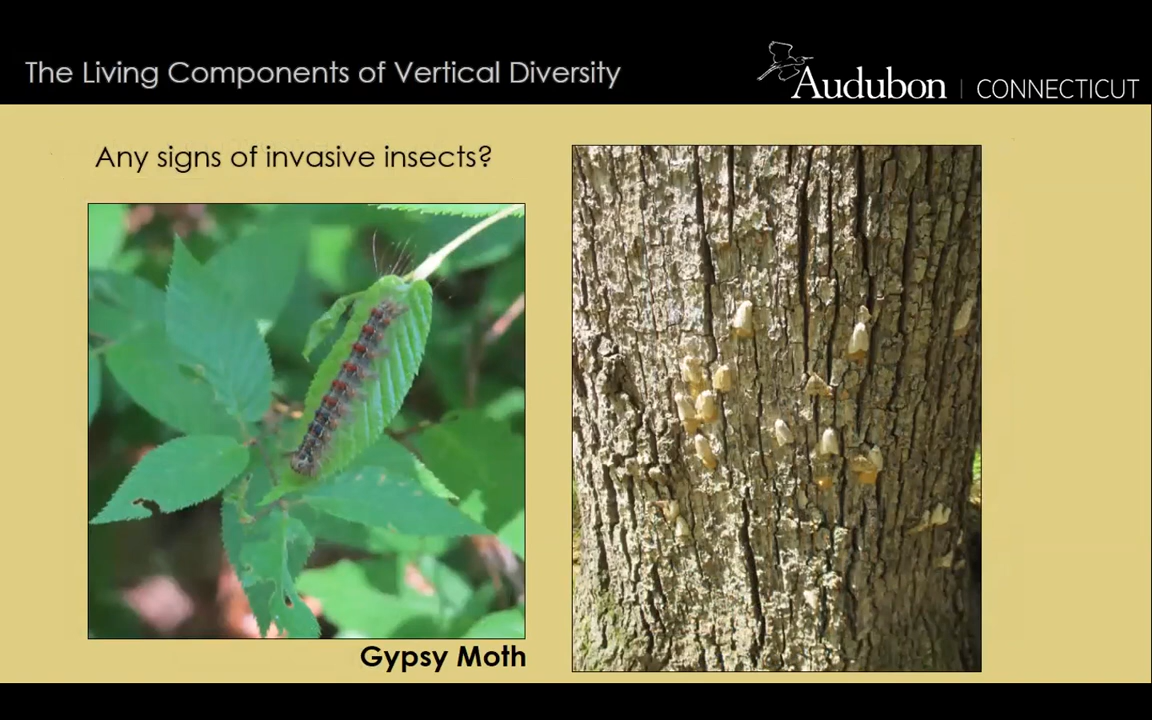 The Living Components of Vertical Diversity
Audubon | CONNECTICUT
Any signs of invasive insects?
Gypsy Moth